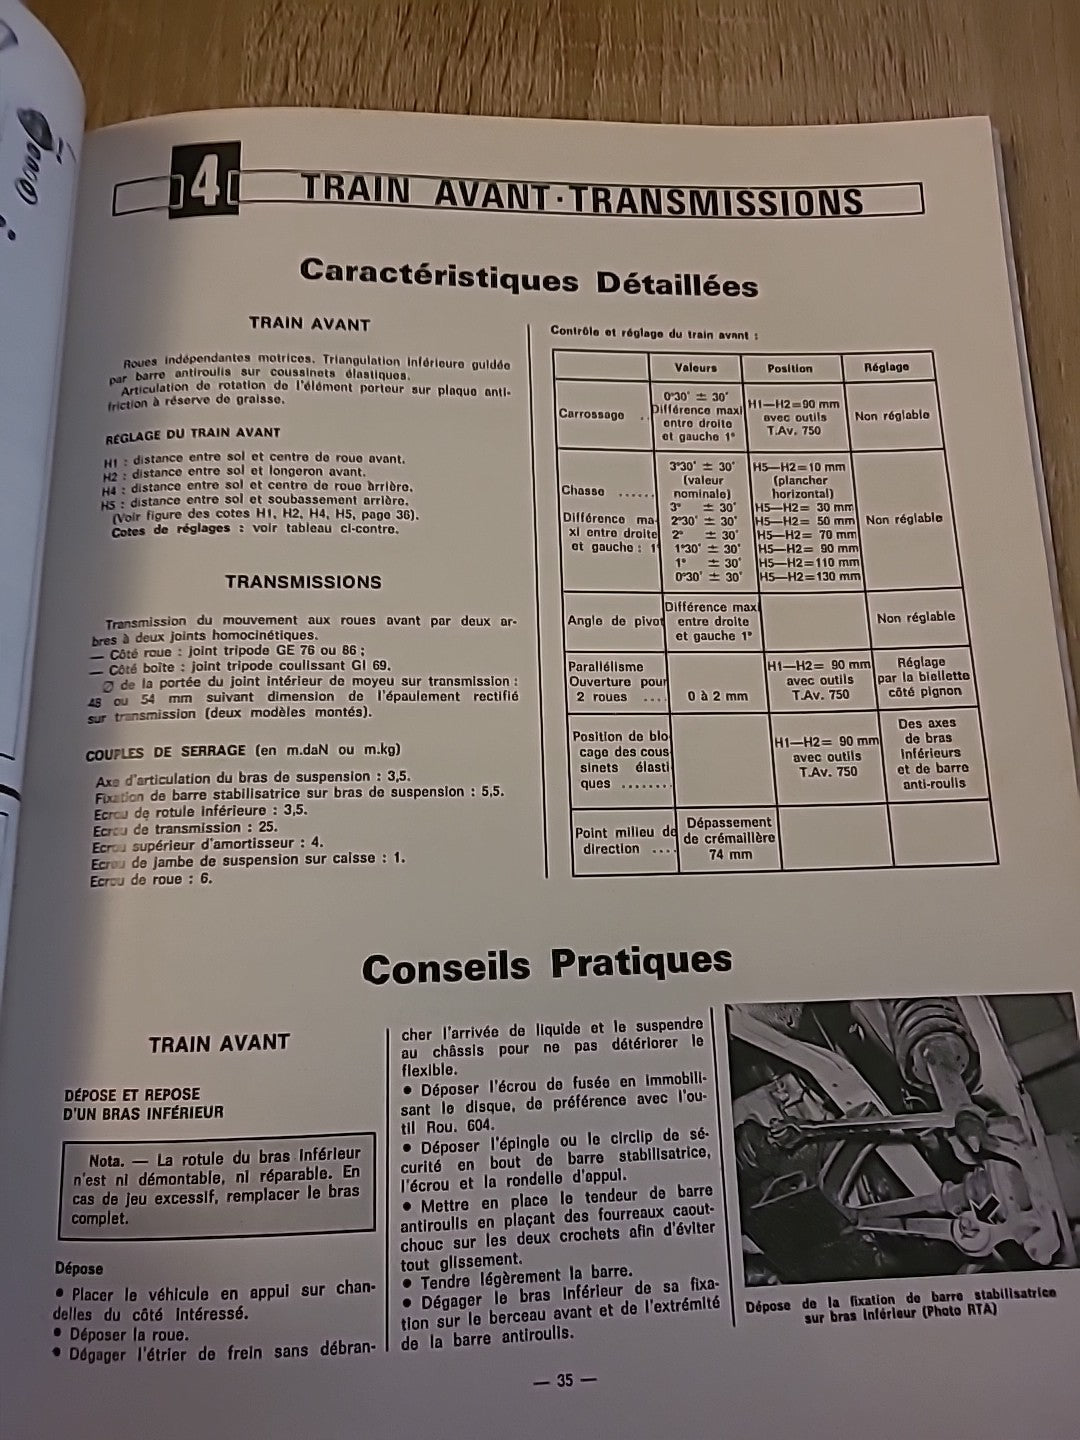 4
TRAIN AVANT·TRANSMISSIONS
Caractéristiques Détaillées
TRAIN AVANT
Roues indépendantes motrices. Triangulation inférieure guidée
par barre antiroulis sur coussinets élastiques.
Articulation de rotation de l'élément porteur sur plaque anti-
friction à réserve de graisse.
RÉGLAGE DU TRAIN AVANT
H1 : distance entre sol et centre de roue avant.
H2 : distance entre sol et longeron avant.
H4 : distance entre sol et centre de roue arrière.
H5 : distance entre sol et soubassement arrière.
(Voir figure des cotes H1, H2, H4, H5, page 36).
Cotes de réglages : voir tableau ci-contre.
TRANSMISSIONS
Transmission du mouvement aux roues avant par deux ar-
bres à deux joints homocinétiques.
— Côté roue : joint tripode GE 76 ou 86 ;
— Côté boîte : joint tripode coulissant GI 69.
∅ de la portée du joint intérieur de moyeu sur transmission :
48 ou 54 mm suivant dimension de l'épaulement rectifié
sur transmission (deux modèles montés).
COUPLES DE SERRAGE (en m.daN ou m.kg)
Axe d'articulation du bras de suspension : 3,5.
Fixation de barre stabilisatrice sur bras de suspension : 5,5.
Ecrou de rotule inférieure : 3,5.
Ecrou de transmission : 25.
Ecrou supérieur d'amortisseur : 4.
Ecrou de jambe de suspension sur caisse : 1.
Ecrou de roue : 6.
Contrôle et réglage du train avant :
Valeurs Position Réglage
Carrossage ..
0°30' ± 30'
Différence maxi
entre droite
et gauche 1°
H1—H2=90 mm
avec outils
T.Av. 750
Non réglable
Chasse ......
Différence ma-
xi entre droite
et gauche : 1°
3°30' ± 30'
(valeur
nominale)
3° ± 30'
2°30' ± 30'
2° ± 30'
1°30' ± 30'
1° ± 30'
0°30' ± 30'
H5—H2=10 mm
(plancher
horizontal)
H5—H2= 30 mm
H5—H2= 50 mm
H5—H2= 70 mm
H5—H2= 90 mm
H5—H2=110 mm
H5—H2=130 mm
Non réglable
Angle de pivot
Différence maxi
entre droite
et gauche 1°
Non réglable
Parallélisme
Ouverture pour
2 roues ....
0 à 2 mm
H1—H2= 90 mm
avec outils
T.Av. 750
Réglage
par la biellette
côté pignon
Position de blo-
cage des cous-
sinets élasti-
ques .......
H1—H2= 90 mm
avec outils
T.Av. 750
Des axes
de bras
inférieurs
et de barre
anti-roulis
Point milieu de
direction ....
Dépassement
de crémaillère
74 mm
Conseils Pratiques
TRAIN AVANT
DÉPOSE ET REPOSE
D'UN BRAS INFÉRIEUR
Nota. — La rotule du bras inférieur
n'est ni démontable, ni réparable. En
cas de jeu excessif, remplacer le bras
complet.
Dépose
• Placer le véhicule en appui sur chan-
delles du côté intéressé.
• Déposer la roue.
• Dégager l'étrier de frein sans débran-
cher l'arrivée de liquide et le suspendre
au châssis pour ne pas détériorer le
flexible.
• Déposer l'écrou de fusée en immobili-
sant le disque, de préférence avec l'ou-
til Rou. 604.
• Déposer l'épingle ou le circlip de sé-
curité en bout de barre stabilisatrice,
l'écrou et la rondelle d'appui.
• Mettre en place le tendeur de barre
antiroulis en plaçant des fourreaux caout-
chouc sur les deux crochets afin d'éviter
tout glissement.
• Tendre légèrement la barre.
• Dégager le bras inférieur de sa fixa-
tion sur le berceau avant et de l'extrémité
de la barre antiroulis.
Dépose de la fixation de barre stabilisatrice
sur bras inférieur (Photo RTA)
— 35 —